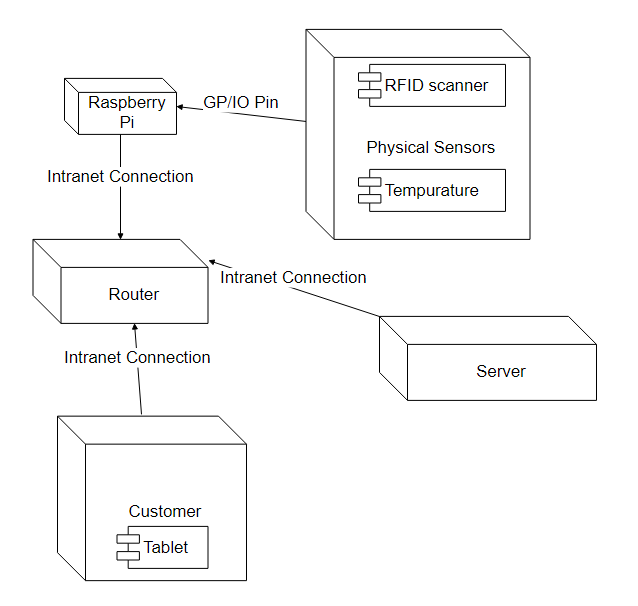 RFID scanner
Raspberry
Pi
GP/IO Pin
Physical Sensors
Intranet Connection
Tempurature
Intranet Connection
Router
Intranet Connection
Server
Customer
Tablet